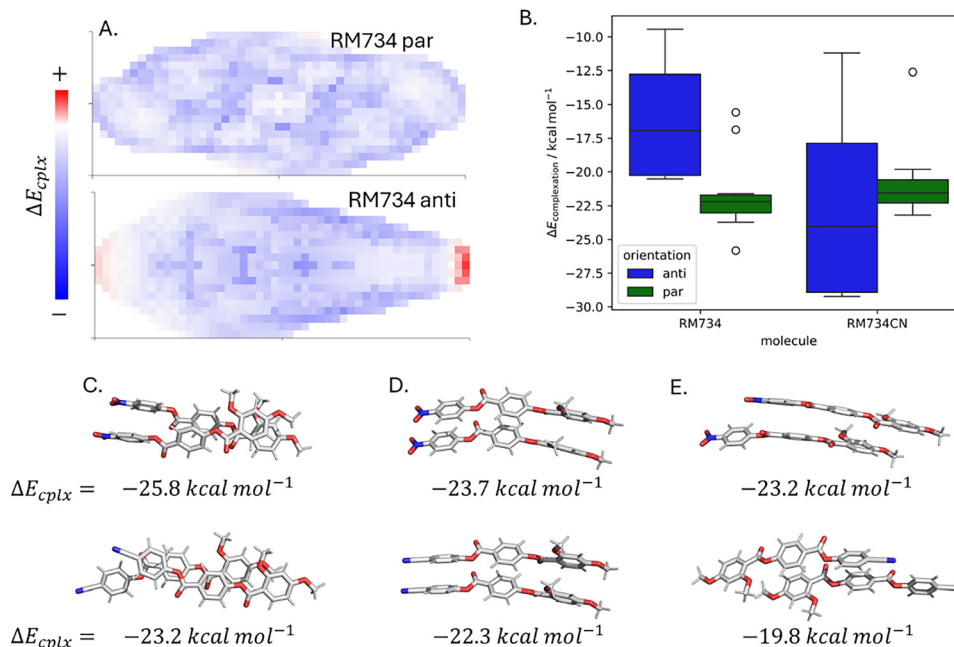 A.
RM734 par
RM734 anti
+
ΔE_cplx
−
B.
ΔE_complexation / kcal mol⁻¹
−10.0
−12.5
−15.0
−17.5
−20.0
−22.5
−25.0
−27.5
−30.0
orientation
anti
par
RM734
RM734CN
molecule
C.
D.
E.
ΔE_cplx = −25.8 kcal mol⁻¹
−23.7 kcal mol⁻¹
−23.2 kcal mol⁻¹
ΔE_cplx = −23.2 kcal mol⁻¹
−22.3 kcal mol⁻¹
−19.8 kcal mol⁻¹